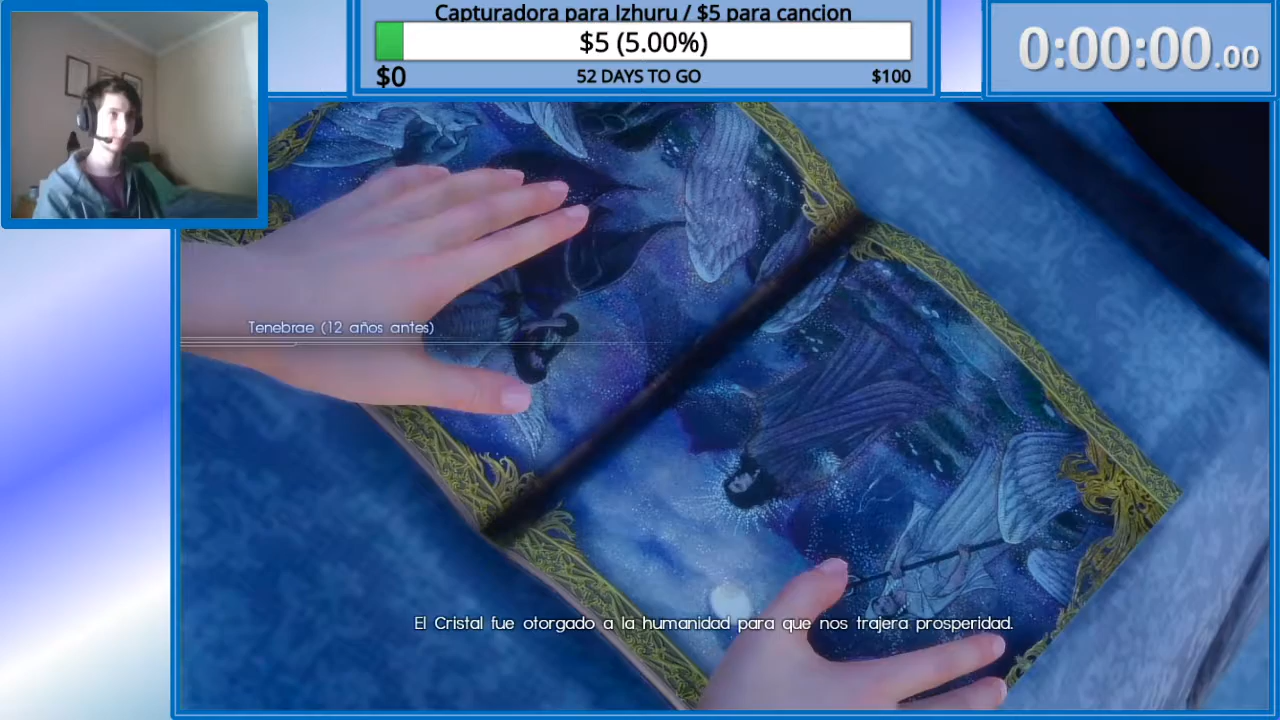 Capturadora para Izhuru / $5 para cancion
$5 (5.00%)
$0
52 DAYS TO GO
$100
0:00:00.00
Tenebrae (12 años antes)
El Cristal fue otorgado a la humanidad para que nos trajera prosperidad.